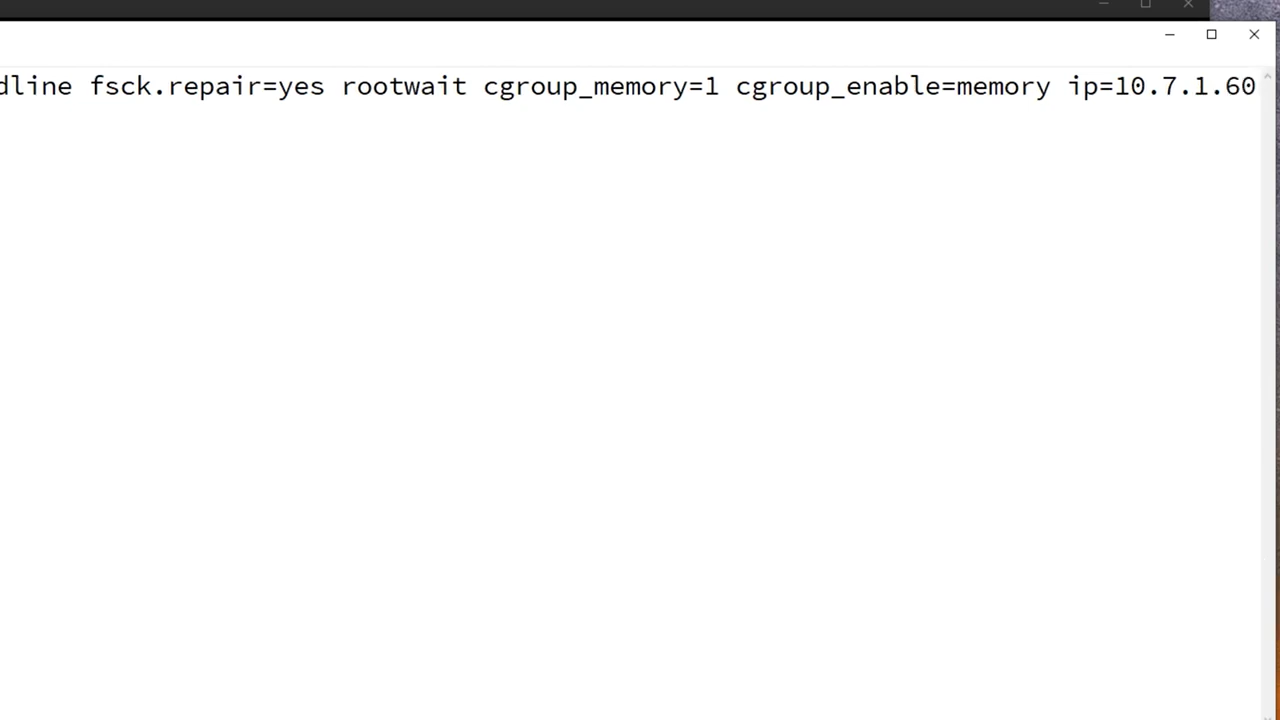 dline fsck.repair=yes rootwait cgroup_memory=1 cgroup_enable=memory ip=10.7.1.60